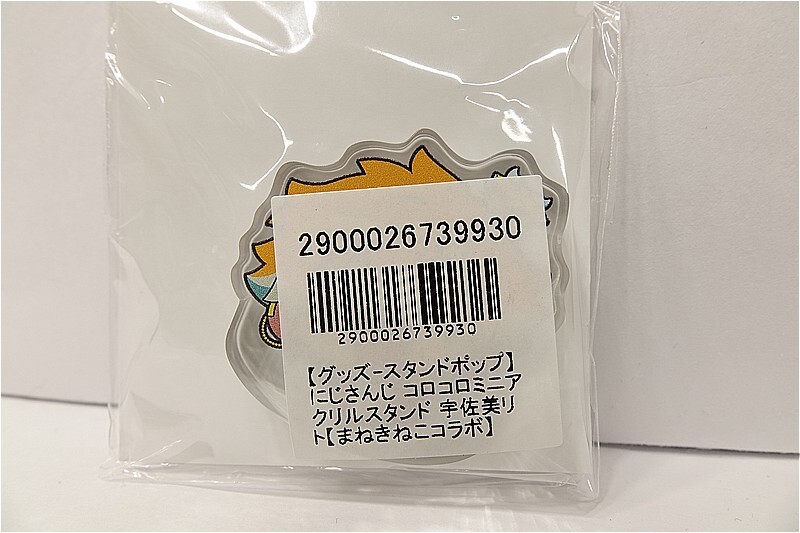 2900026739930
2900026739930
【グッズ-スタンドポップ】
にじさんじ コロコロミニア
クリルスタンド 宇佐美リ
ト【まねきねこコラボ】